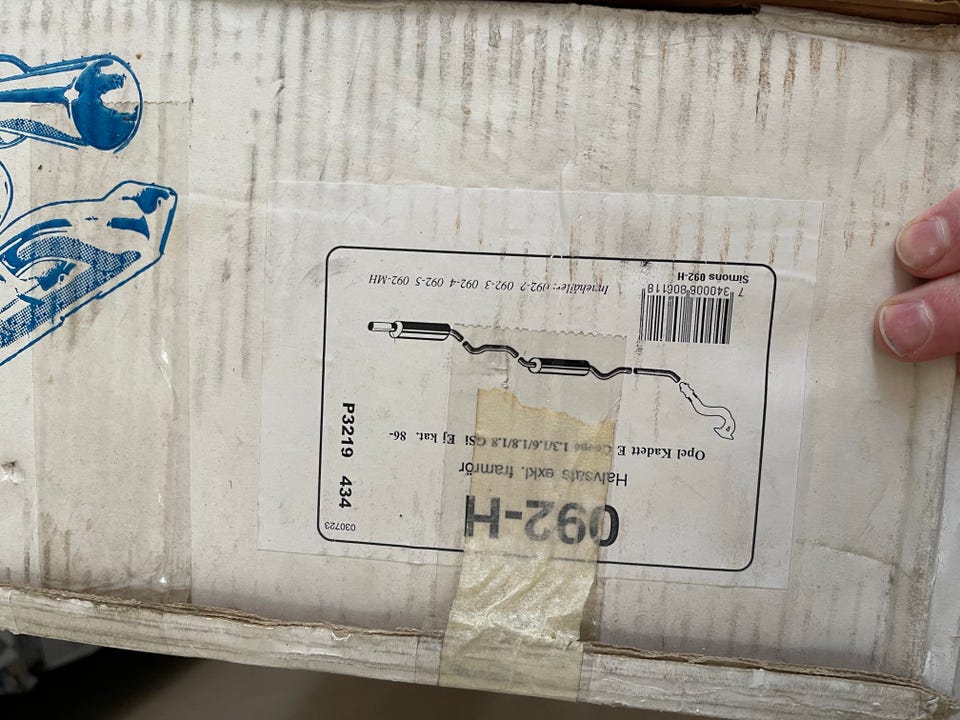 092-H
Halvsats exkl. framrör
Opel Kadett E Coupé 1.3/1.6/1.8/1.8 GSi Ej kat. 86-
Innehåller: 092-2 092-3 092-4 092-5 092-MH
7 340006 806118
Simons 092-H
P3219 434
030723